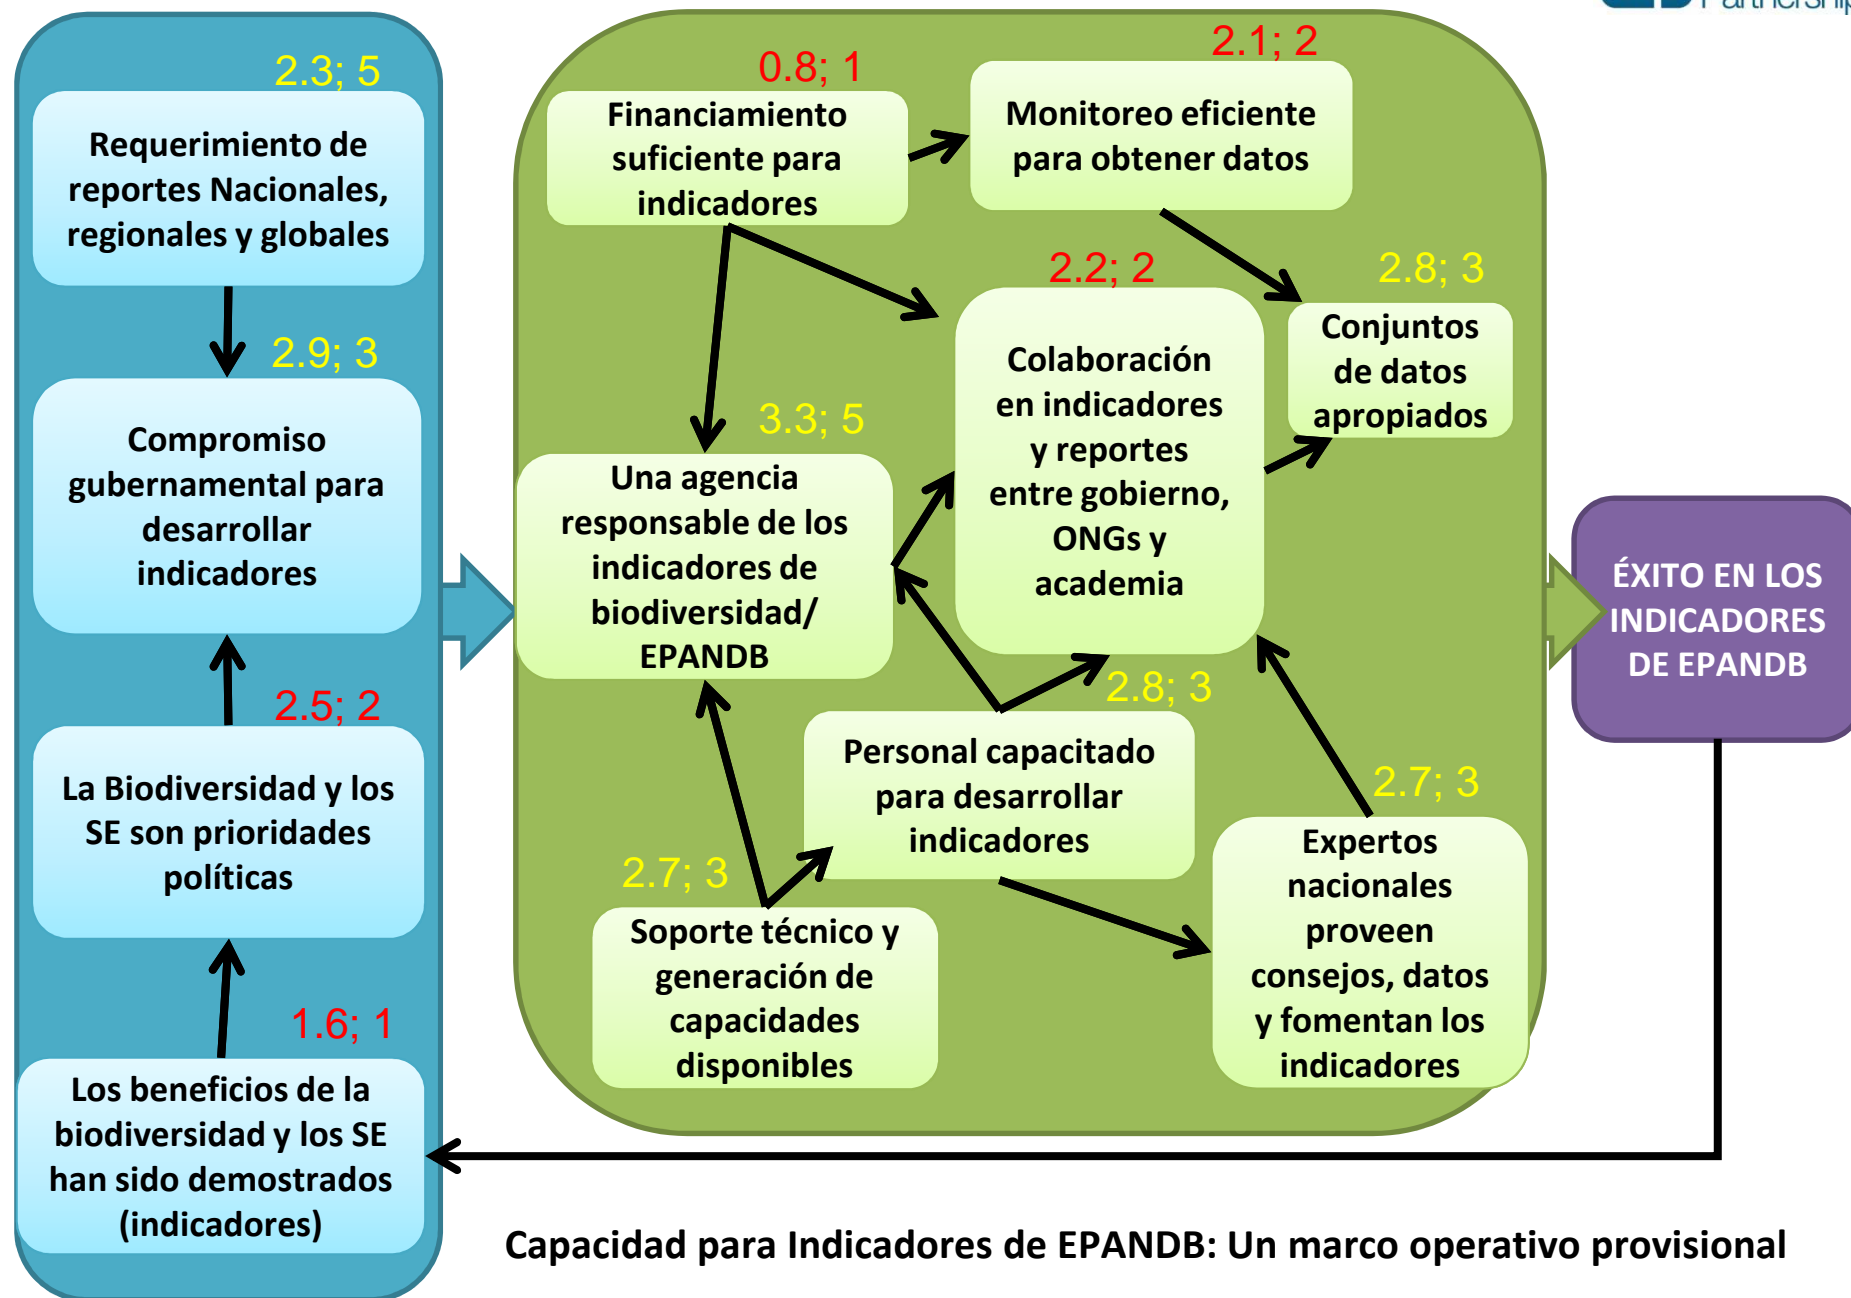 Partnership
2.3; 5
Requerimiento de
reportes Nacionales,
regionales y globales
2.9; 3
Compromiso
gubernamental para
desarrollar
indicadores
2.5; 2
La Biodiversidad y los
SE son prioridades
políticas
1.6; 1
Los beneficios de la
biodiversidad y los SE
han sido demostrados
(indicadores)
0.8; 1
Financiamiento
suficiente para
indicadores
2.1; 2
Monitoreo eficiente
para obtener datos
2.2; 2
Colaboración
en indicadores
y reportes
entre gobierno,
ONGs y
academia
2.8; 3
Conjuntos
de datos
apropiados
3.3; 5
Una agencia
responsable de los
indicadores de
biodiversidad/
EPANDB
2.8; 3
Personal capacitado
para desarrollar
indicadores
2.7; 3
Soporte técnico y
generación de
capacidades
disponibles
2.7; 3
Expertos
nacionales
proveen
consejos, datos
y fomentan los
indicadores
ÉXITO EN LOS
INDICADORES
DE EPANDB
Capacidad para Indicadores de EPANDB: Un marco operativo provisional